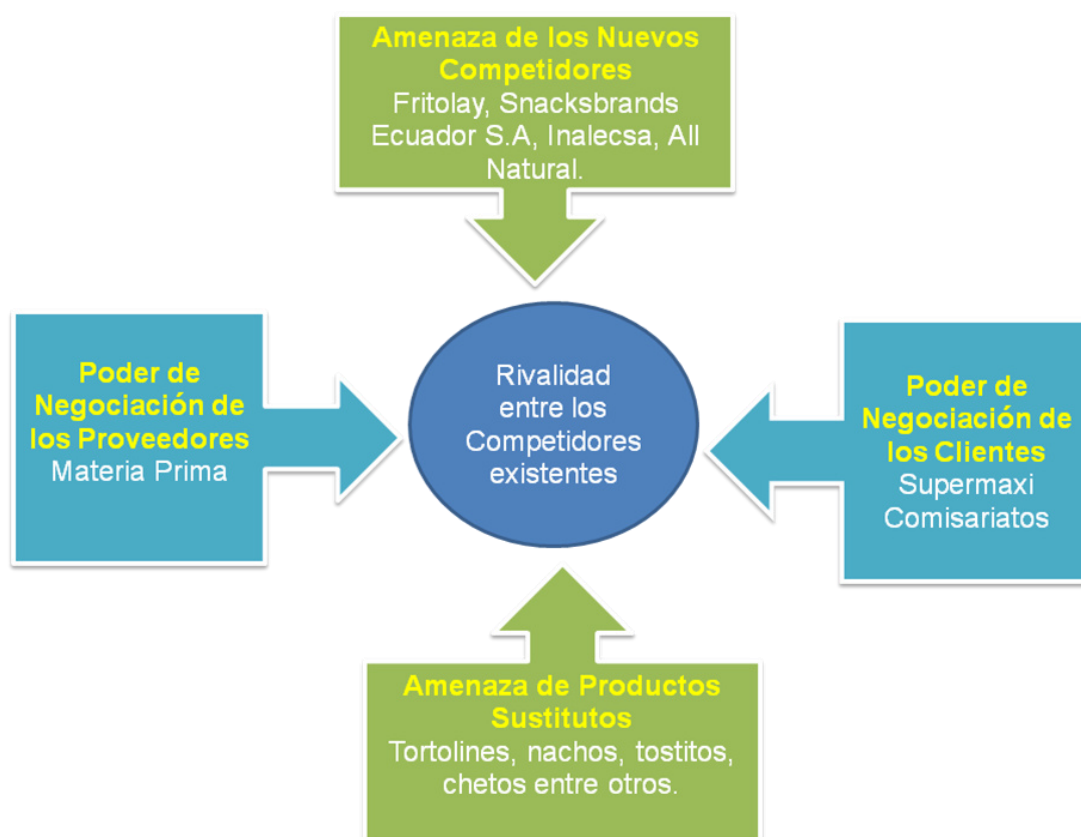 Amenaza de los Nuevos
Competidores
Fritolay, Snacksbrands
Ecuador S.A, Inalecsa, All
Natural.
Poder de
Negociación de
los Proveedores
Materia Prima
Rivalidad
entre los
Competidores
existentes
Poder de
Negociación de
los Clientes
Supermaxi
Comisariatos
Amenaza de Productos
Sustitutos
Tortolines, nachos, tostitos,
chetos entre otros.